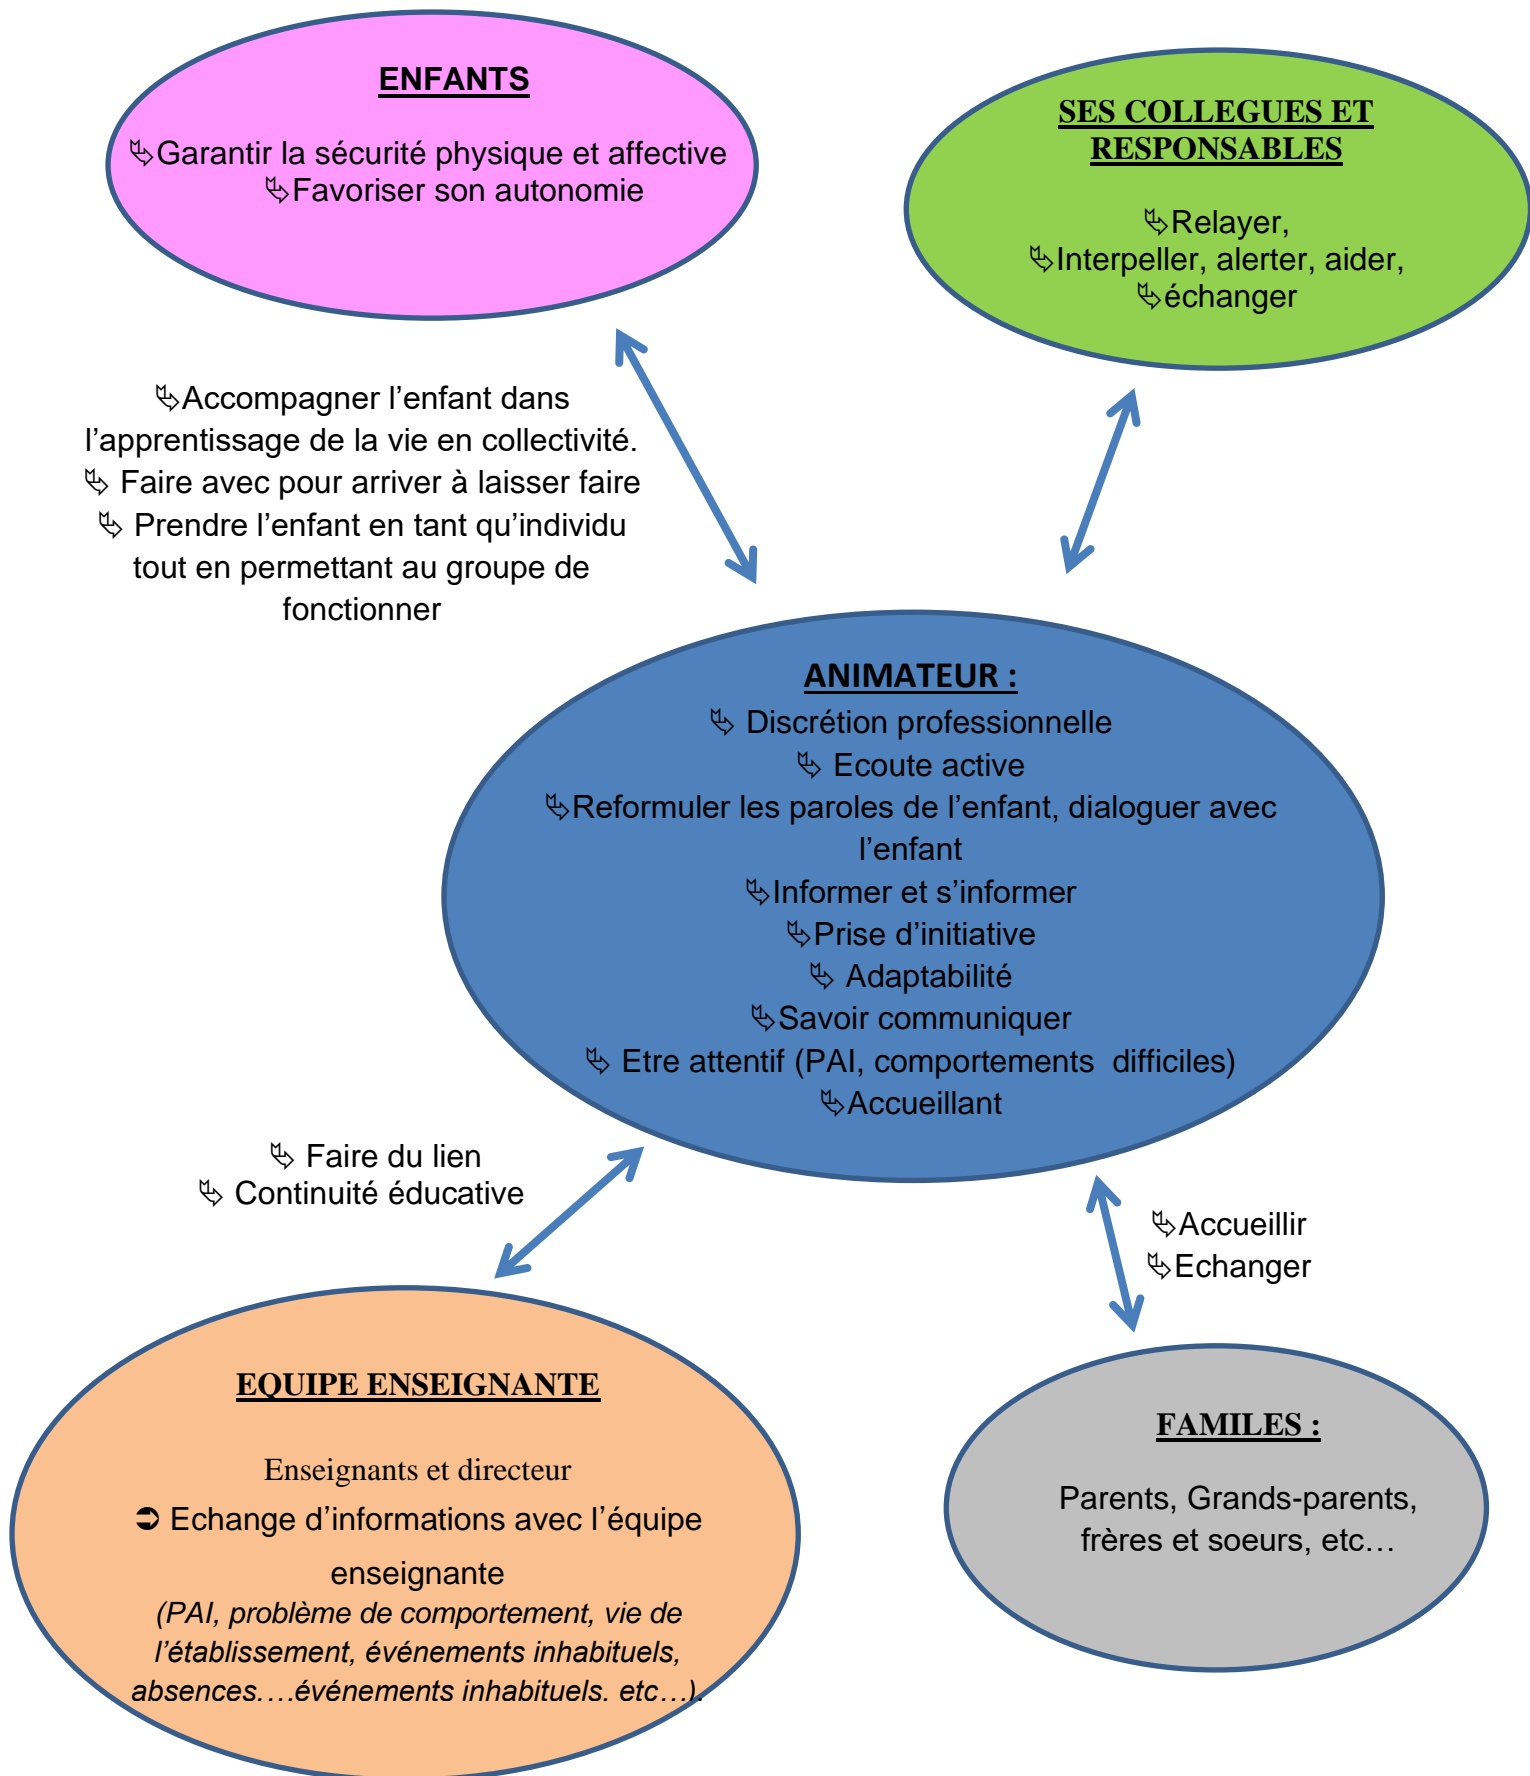 ENFANTS
Garantir la sécurité physique et affective
Favoriser son autonomie
SES COLLEGUES ET
RESPONSABLES
Relayer,
Interpeller, alerter, aider,
échanger
Accompagner l’enfant dans
l’apprentissage de la vie en collectivité.
Faire avec pour arriver à laisser faire
Prendre l’enfant en tant qu’individu
tout en permettant au groupe de
fonctionner
ANIMATEUR :
Discrétion professionnelle
Ecoute active
Reformuler les paroles de l’enfant, dialoguer avec
l’enfant
Informer et s’informer
Prise d’initiative
Adaptabilité
Savoir communiquer
Etre attentif (PAI, comportements  difficiles)
Accueillant
Faire du lien
Continuité éducative
Accueillir
Echanger
EQUIPE ENSEIGNANTE
Enseignants et directeur
➲ Echange d’informations avec l’équipe
enseignante
(PAI, problème de comportement, vie de
l’établissement, événements inhabituels,
absences….événements inhabituels. etc…).
FAMILES :
Parents, Grands-parents,
frères et soeurs, etc…